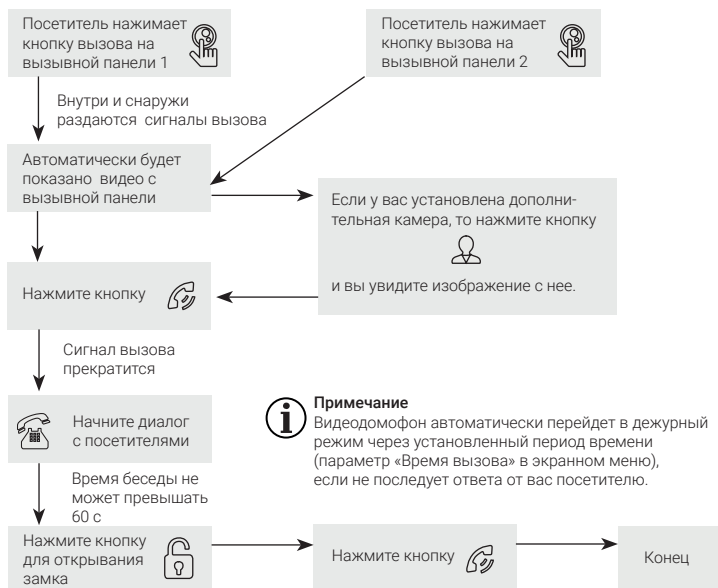 Посетитель нажимает
кнопку вызова на
вызывной панели 1
Посетитель нажимает
кнопку вызова на
вызывной панели 2
Внутри и снаружи
раздаются сигналы вызова
Автоматически будет
показано видео с
вызывной панели
Если у вас установлена дополни-
тельная камера, то нажмите кнопку
и вы увидите изображение с нее.
Нажмите кнопку
Сигнал вызова
прекратится
Начните диалог
с посетителями
Примечание
Видеодомофон автоматически перейдет в дежурный
режим через установленный период времени
(параметр «Время вызова» в экранном меню),
если не последует ответа от вас посетителю.
Время беседы не
может превышать
60 с
Нажмите кнопку
для открывания
замка
Нажмите кнопку
Конец